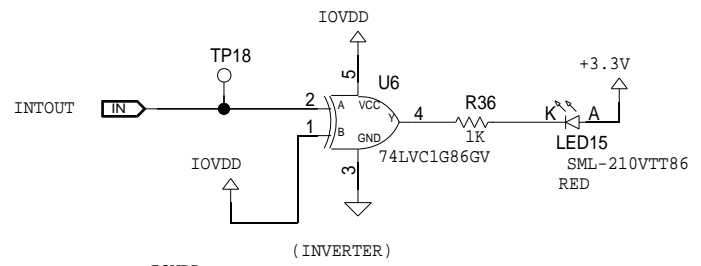 IOVDD
TP18
+3.3V
5
U6
INTOUT
IN
2
A
VCC
Y
4
R36
K
A
1
B
GND
1K
LED15
IOVDD
3
74LVC1G86GV
SML-210VTT86
RED
(INVERTER)